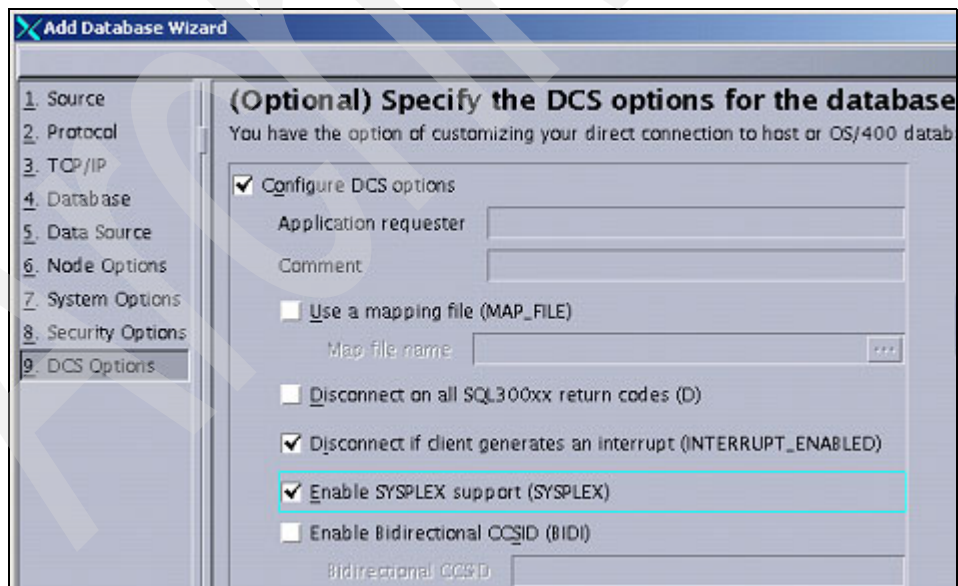 Add Database Wizard
1. Source
2. Protocol
3. TCP/IP
4. Database
5. Data Source
6. Node Options
7. System Options
8. Security Options
9. DCS Options
(Optional) Specify the DCS options for the database
You have the option of customizing your direct connection to host or OS/400 datab
Configure DCS options
Application requester
Comment
Use a mapping file (MAP_FILE)
Map file name
...
Disconnect on all SQL300xx return codes (D)
Disconnect if client generates an interrupt (INTERRUPT_ENABLED)
Enable SYSPLEX support (SYSPLEX)
Enable Bidirectional CCSID (BIDI)
Bidirectional CCSID